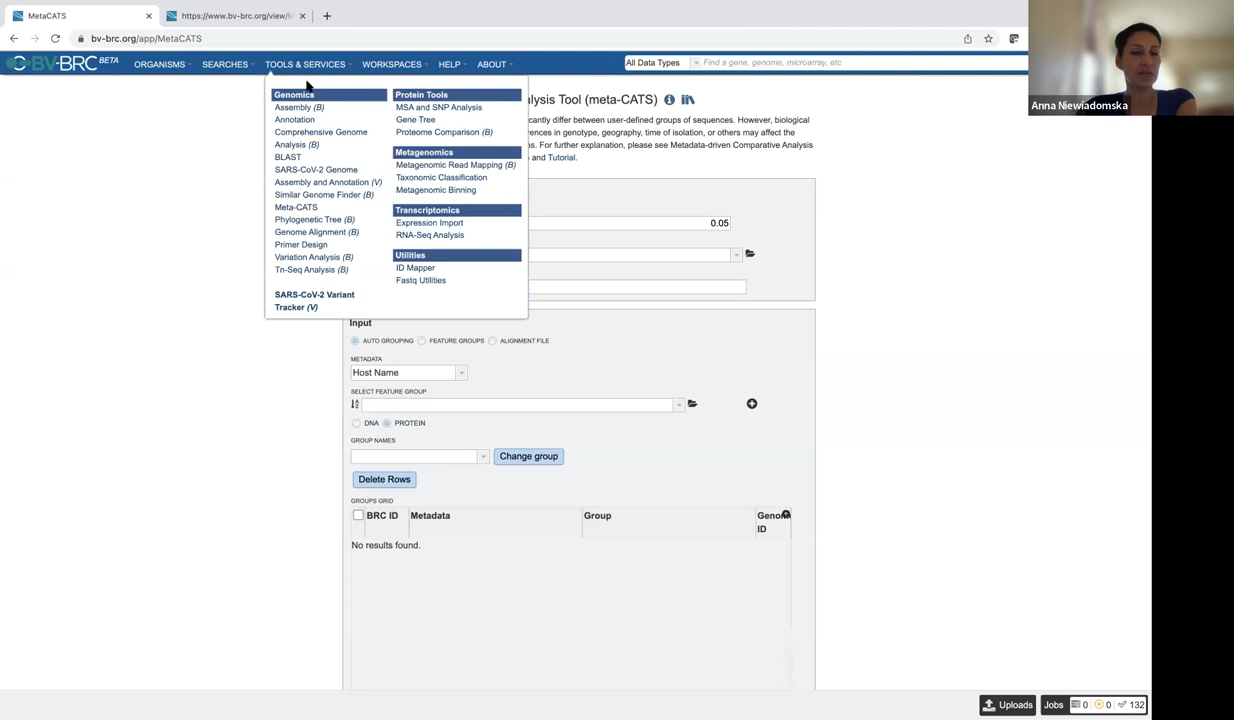 MetaCATS
https://www.bv-brc.org/view/M
bv-brc.org/app/MetaCATS
BV-BRC BETA
ORGANISMS
SEARCHES
TOOLS & SERVICES
WORKSPACES
HELP
ABOUT
All Data Types
Find a gene, genome, microarray, etc
Anna Niewiadomska
Genomics
Assembly (B)
Annotation
Comprehensive Genome
Analysis (B)
BLAST
SARS-CoV-2 Genome
Assembly and Annotation (V)
Similar Genome Finder (B)
Meta-CATS
Phylogenetic Tree (B)
Genome Alignment (B)
Primer Design
Variation Analysis (B)
Tn-Seq Analysis (B)
SARS-CoV-2 Variant
Tracker (V)
Protein Tools
MSA and SNP Analysis
Gene Tree
Proteome Comparison (B)
Metagenomics
Metagenomic Read Mapping (B)
Taxonomic Classification
Metagenomic Binning
Transcriptomics
Expression Import
RNA-Seq Analysis
Utilities
ID Mapper
Fastq Utilities
lysis Tool (meta-CATS)
cantly differ between user-defined groups of sequences. However, biological
rences in genotype, geography, time of isolation, or others may affect the
s. For further explanation, please see Metadata-driven Comparative Analysis
and Tutorial.
0.05
Input
AUTO GROUPING
FEATURE GROUPS
ALIGNMENT FILE
METADATA
Host Name
SELECT FEATURE GROUP
DNA
PROTEIN
GROUP NAMES
Change group
Delete Rows
GROUPS GRID
BRC ID
Metadata
Group
Genom
ID
No results found.
Uploads
Jobs
0
0
132